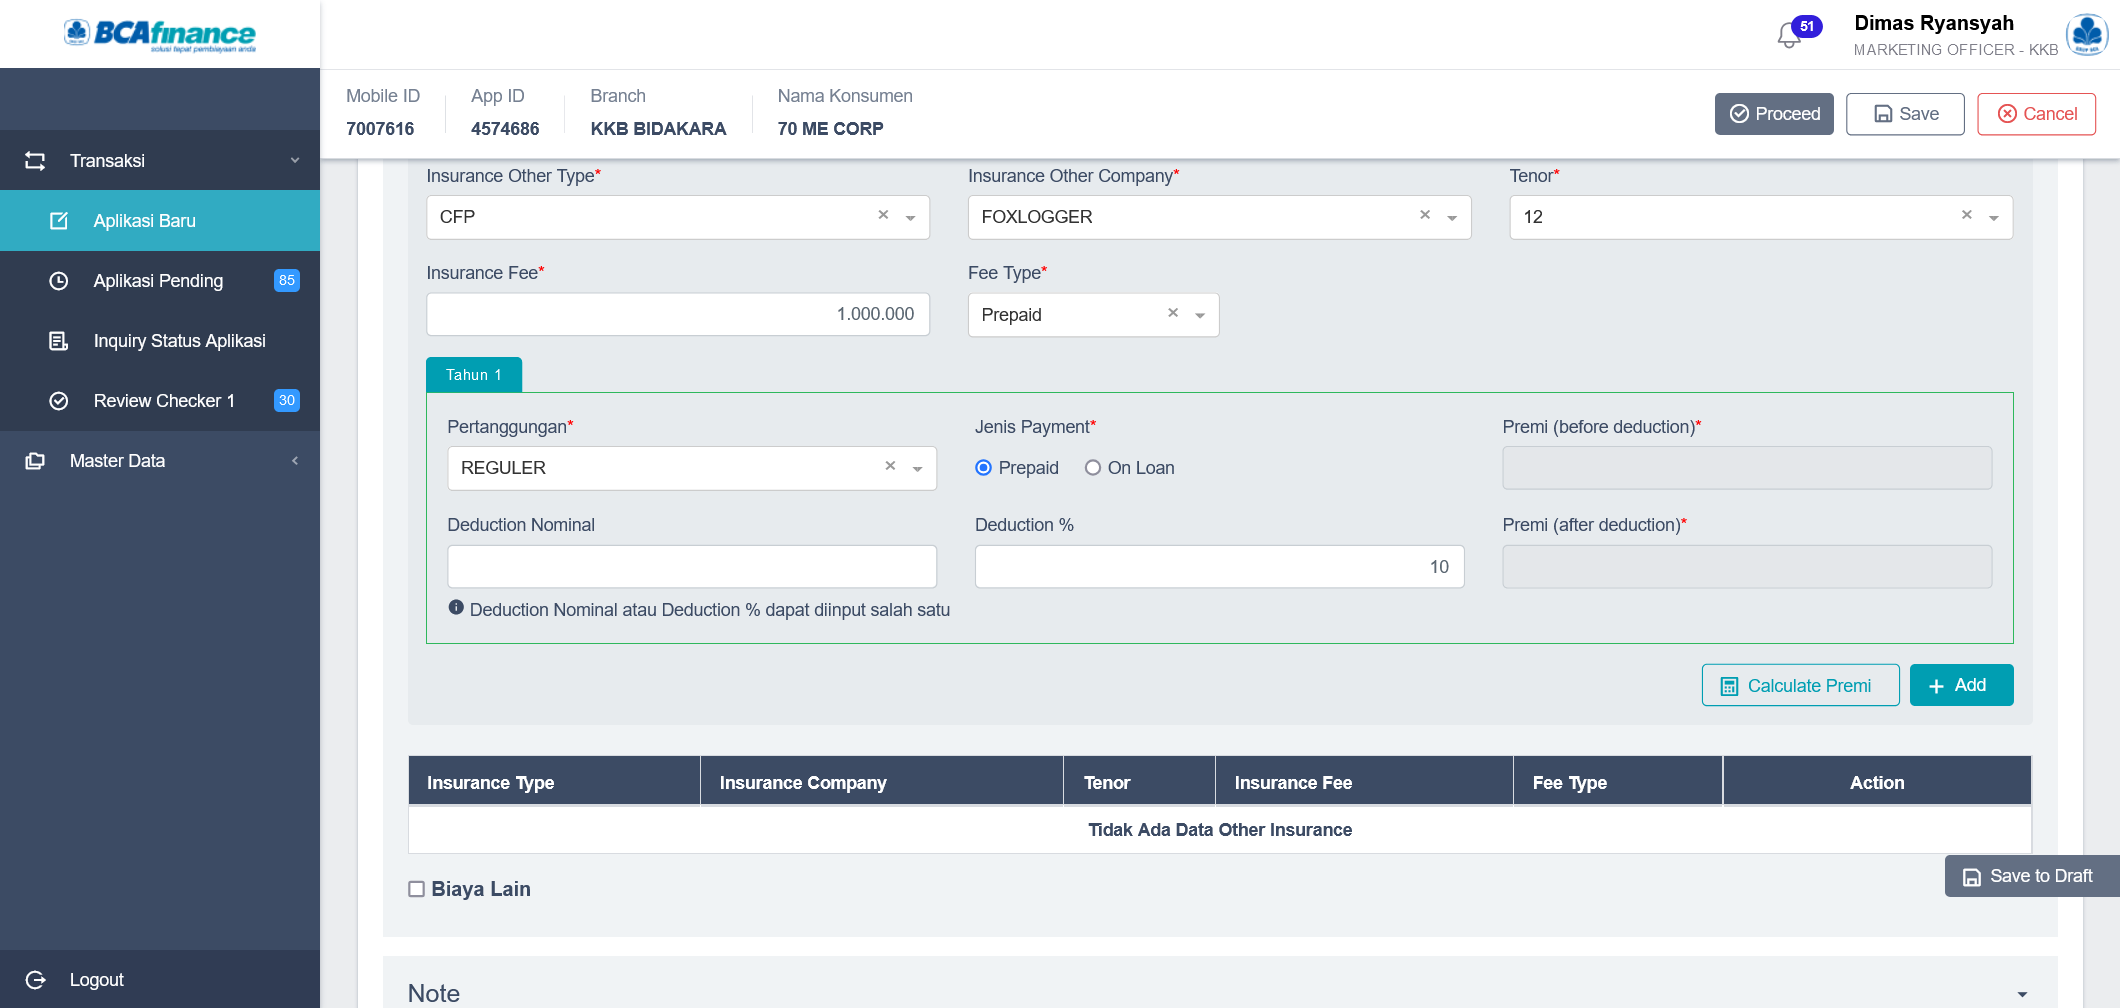 BCAfinance
solusi tepat pembiayaan anda
51
Dimas Ryansyah
MARKETING OFFICER - KKB
Mobile ID
7007616
App ID
4574686
Branch
KKB BIDAKARA
Nama Konsumen
70 ME CORP
Proceed
Save
Cancel
Transaksi
Aplikasi Baru
Aplikasi Pending
85
Inquiry Status Aplikasi
Review Checker 1
30
Master Data
Logout
Insurance Other Type*
CFP
Insurance Other Company*
FOXLOGGER
Tenor*
12
Insurance Fee*
1.000.000
Fee Type*
Prepaid
Tahun 1
Pertanggungan*
REGULER
Jenis Payment*
Prepaid
On Loan
Premi (before deduction)*
Deduction Nominal
Deduction %
10
Premi (after deduction)*
Deduction Nominal atau Deduction % dapat diinput salah satu
Calculate Premi
Add
Insurance Type
Insurance Company
Tenor
Insurance Fee
Fee Type
Action
Tidak Ada Data Other Insurance
Biaya Lain
Save to Draft
Note